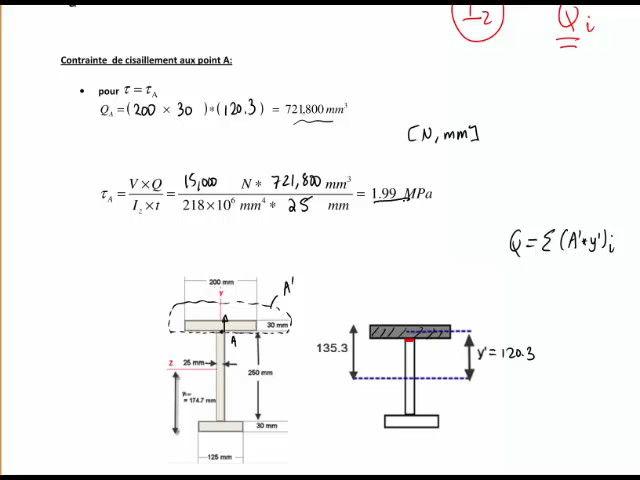 I_z
Q i
Contrainte de cisaillement aux point A:
• pour τ = τ_A
Q_A = (200 × 30 ) * (120.3) = 721.800 mm³
[N, mm]
τ_A = V × Q / I_z × t = 15,000 N * 721,800 mm³ / 218×10⁶ mm⁴ * 25 mm = 1.99 MPa
Q = Σ (A' * y')i
200 mm
A'
y
30 mm
A
135.3
y' = 120.3
z
25 mm
250 mm
= 174.7 mm
30 mm
125 mm